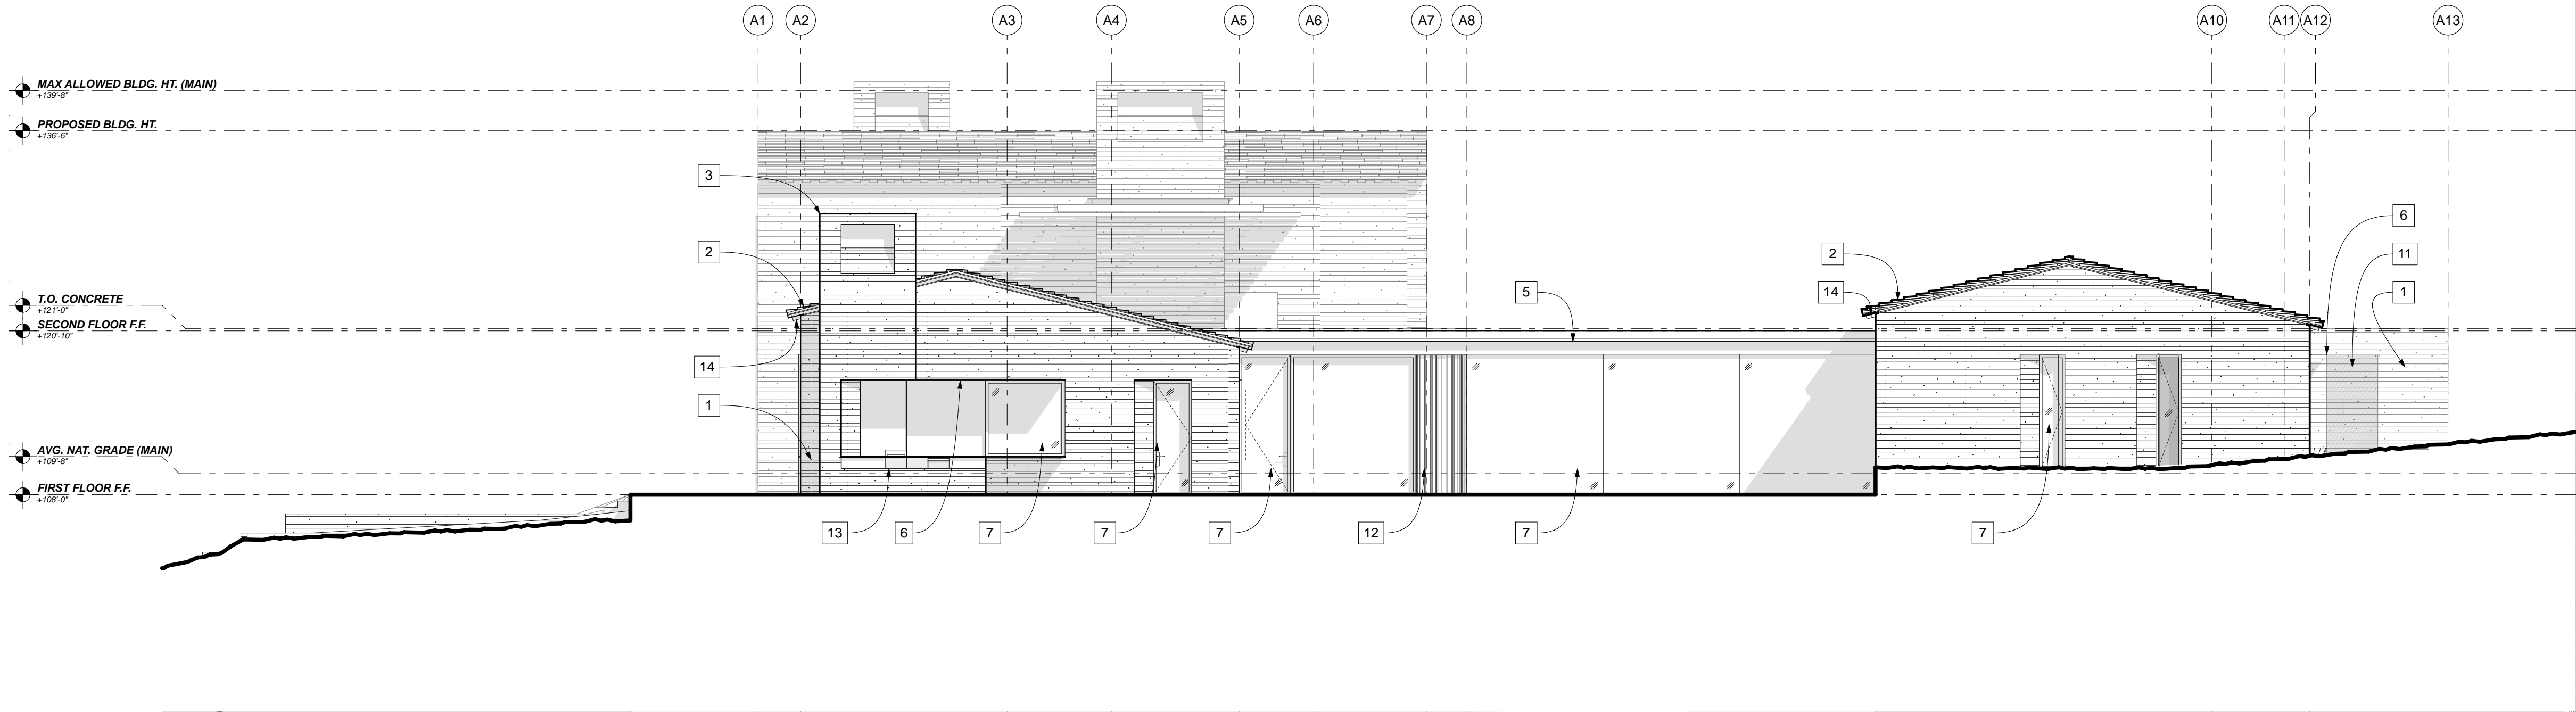 A1 A2 A3 A4 A5 A6 A7 A8 A10 A11 A12 A13
MAX ALLOWED BLDG. HT. (MAIN)
+139'-8"
PROPOSED BLDG. HT.
+136'-6"
3
6
2
2
11
14
5
14
1
T.O. CONCRETE
+121'-0"
SECOND FLOOR F.F.
+120'-10"
14
1
AVG. NAT. GRADE (MAIN)
+109'-8"
FIRST FLOOR F.F.
+108'-0"
13 6 7 7 7 12 7 7